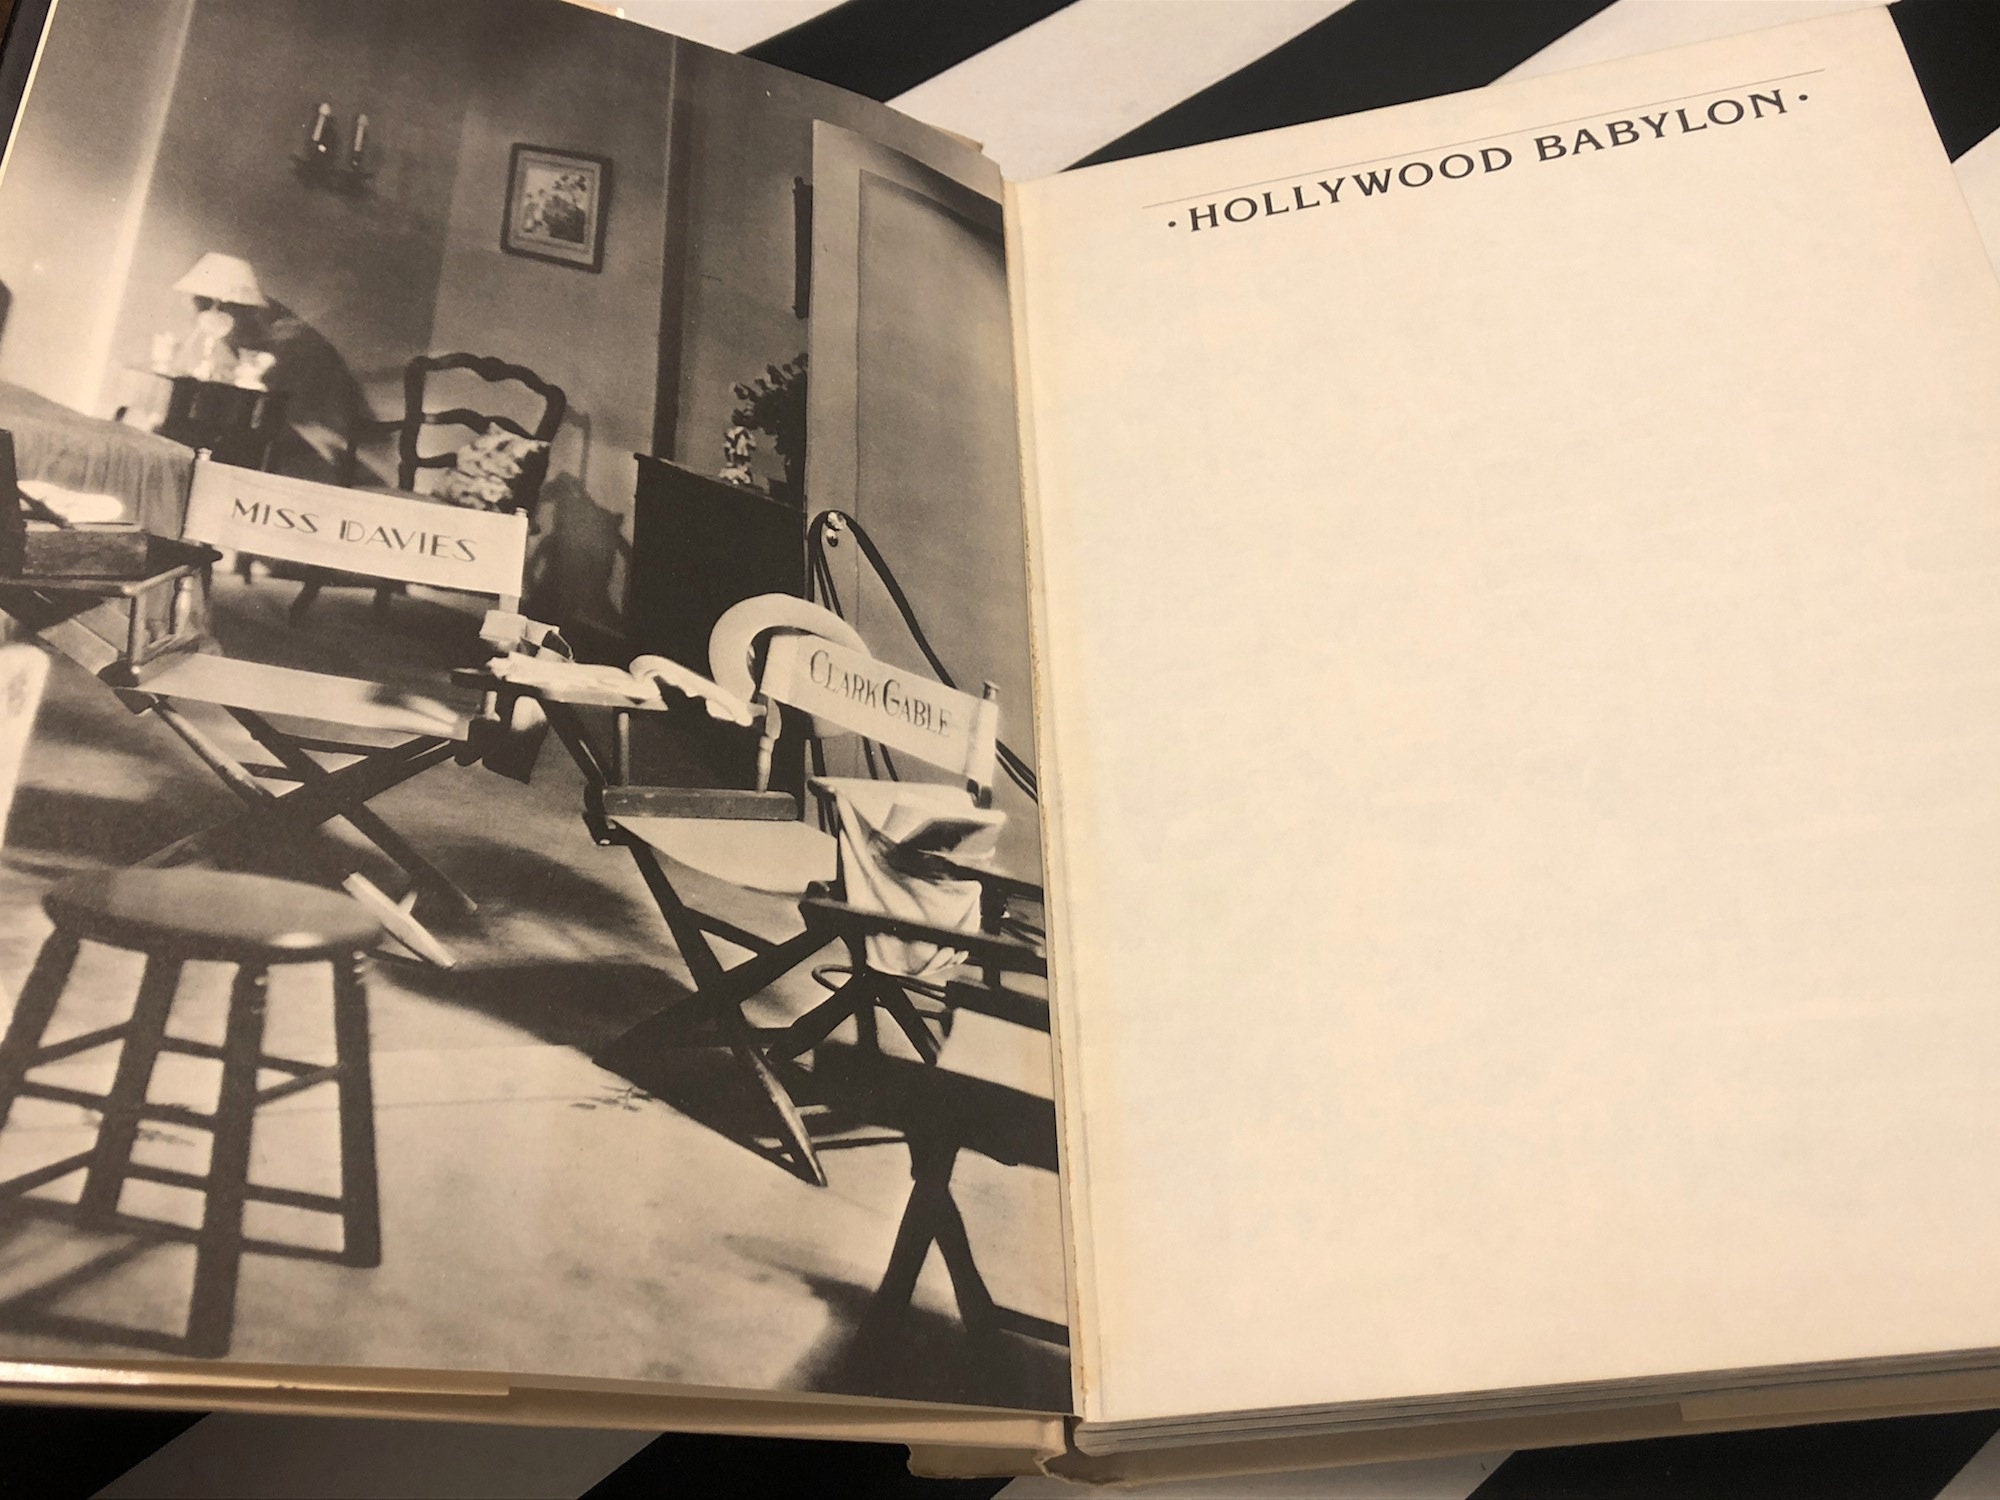 MISS DAVIES
CLARK GABLE
· HOLLYWOOD BABYLON ·